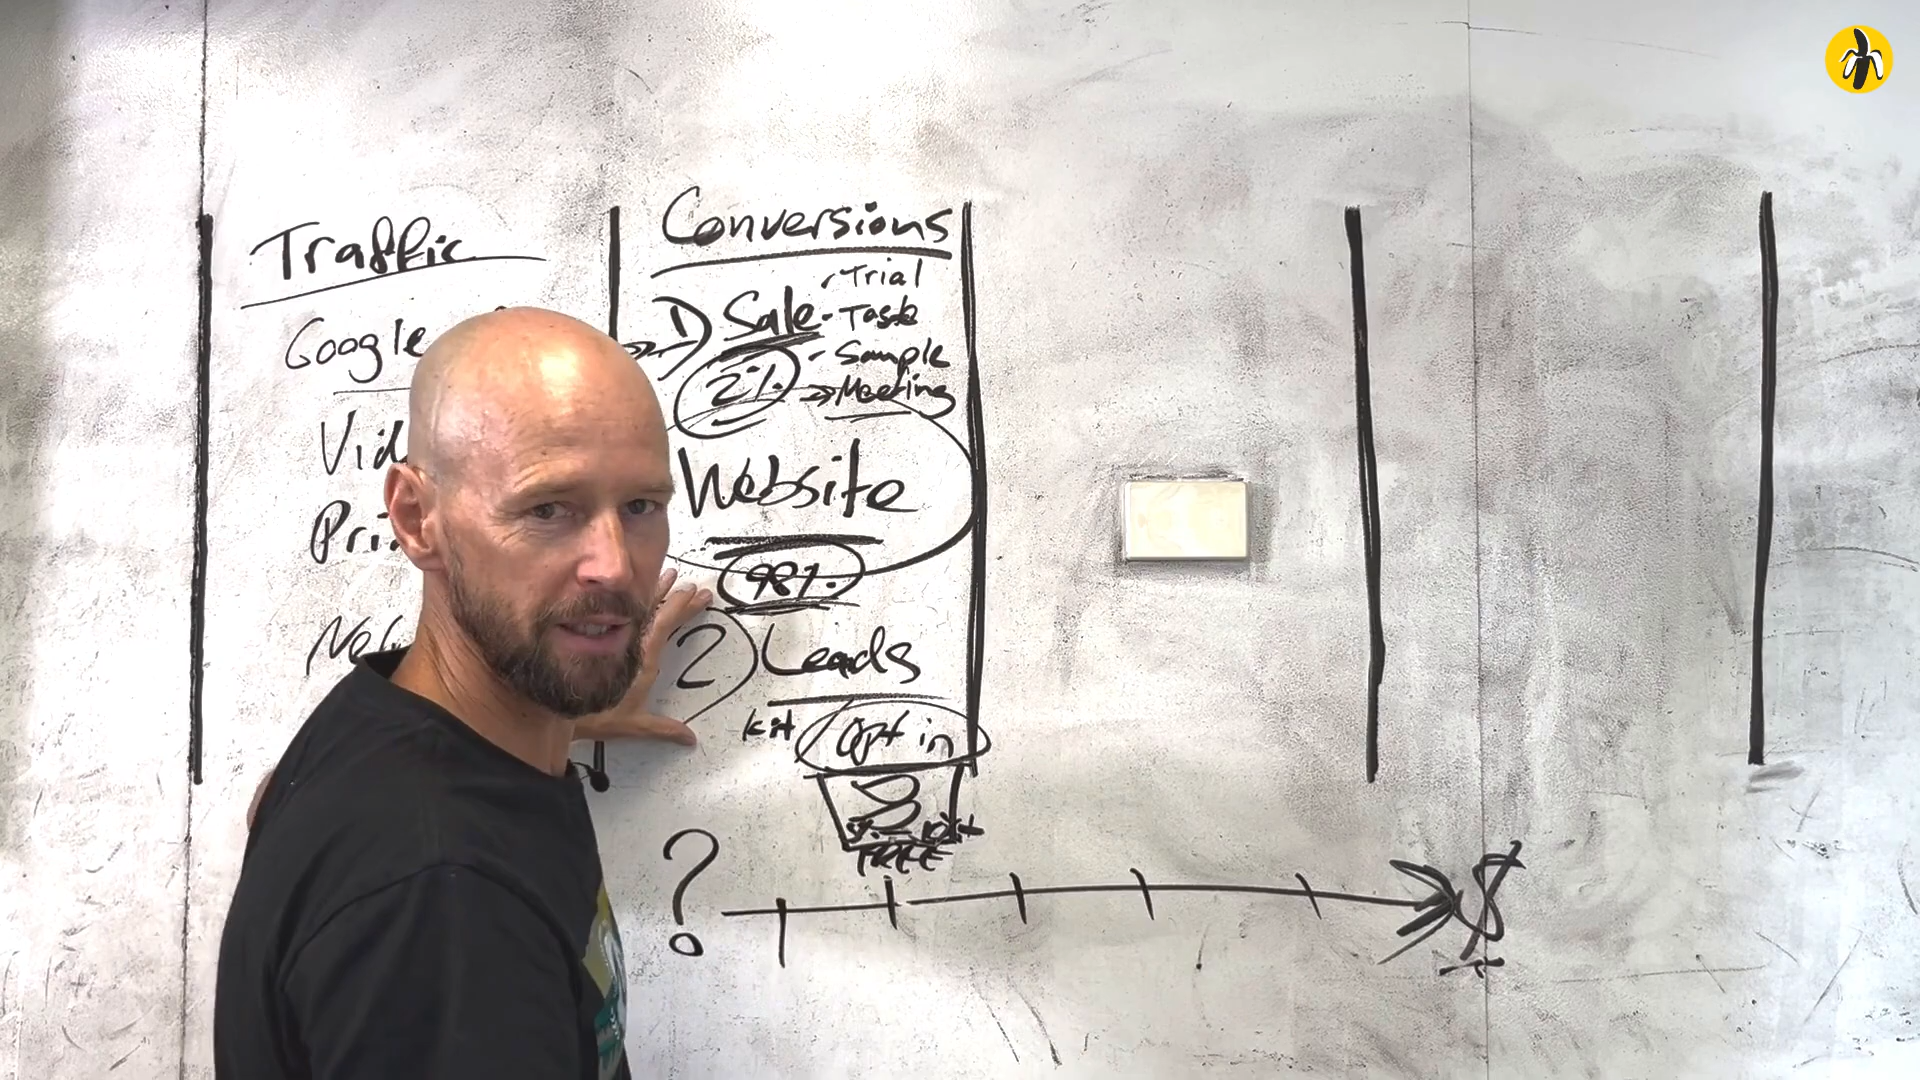 Traffic
Google
Vid
Pri
Conversions
1) Sale
- Trial
- Taste
- Sample
→ Meeting
2%
Website
98%
2) Leads
Kit
Opt in
FREE
?
$